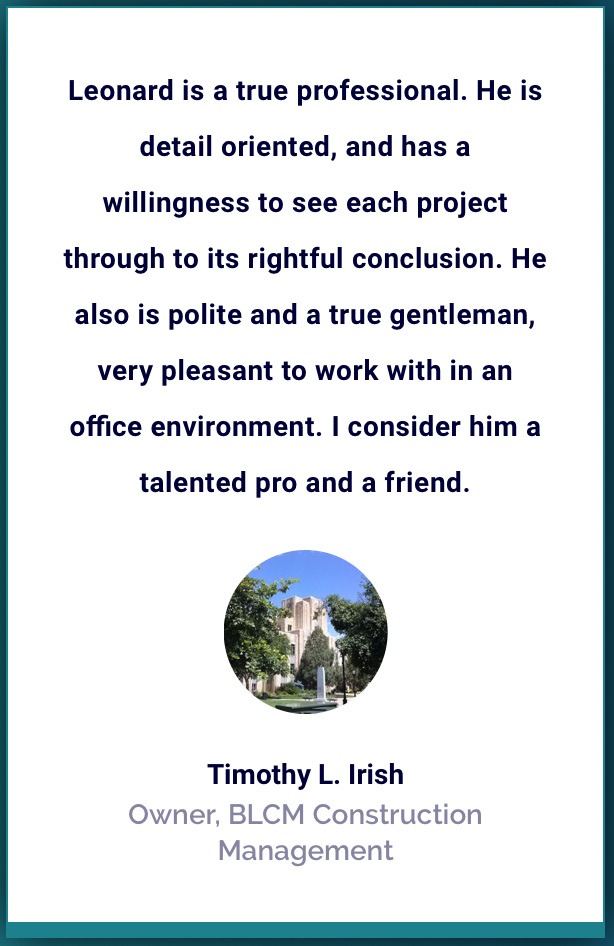 Leonard is a true professional. He is
detail oriented, and has a
willingness to see each project
through to its rightful conclusion. He
also is polite and a true gentleman,
very pleasant to work with in an
office environment. I consider him a
talented pro and a friend.
Timothy L. Irish
Owner, BLCM Construction
Management